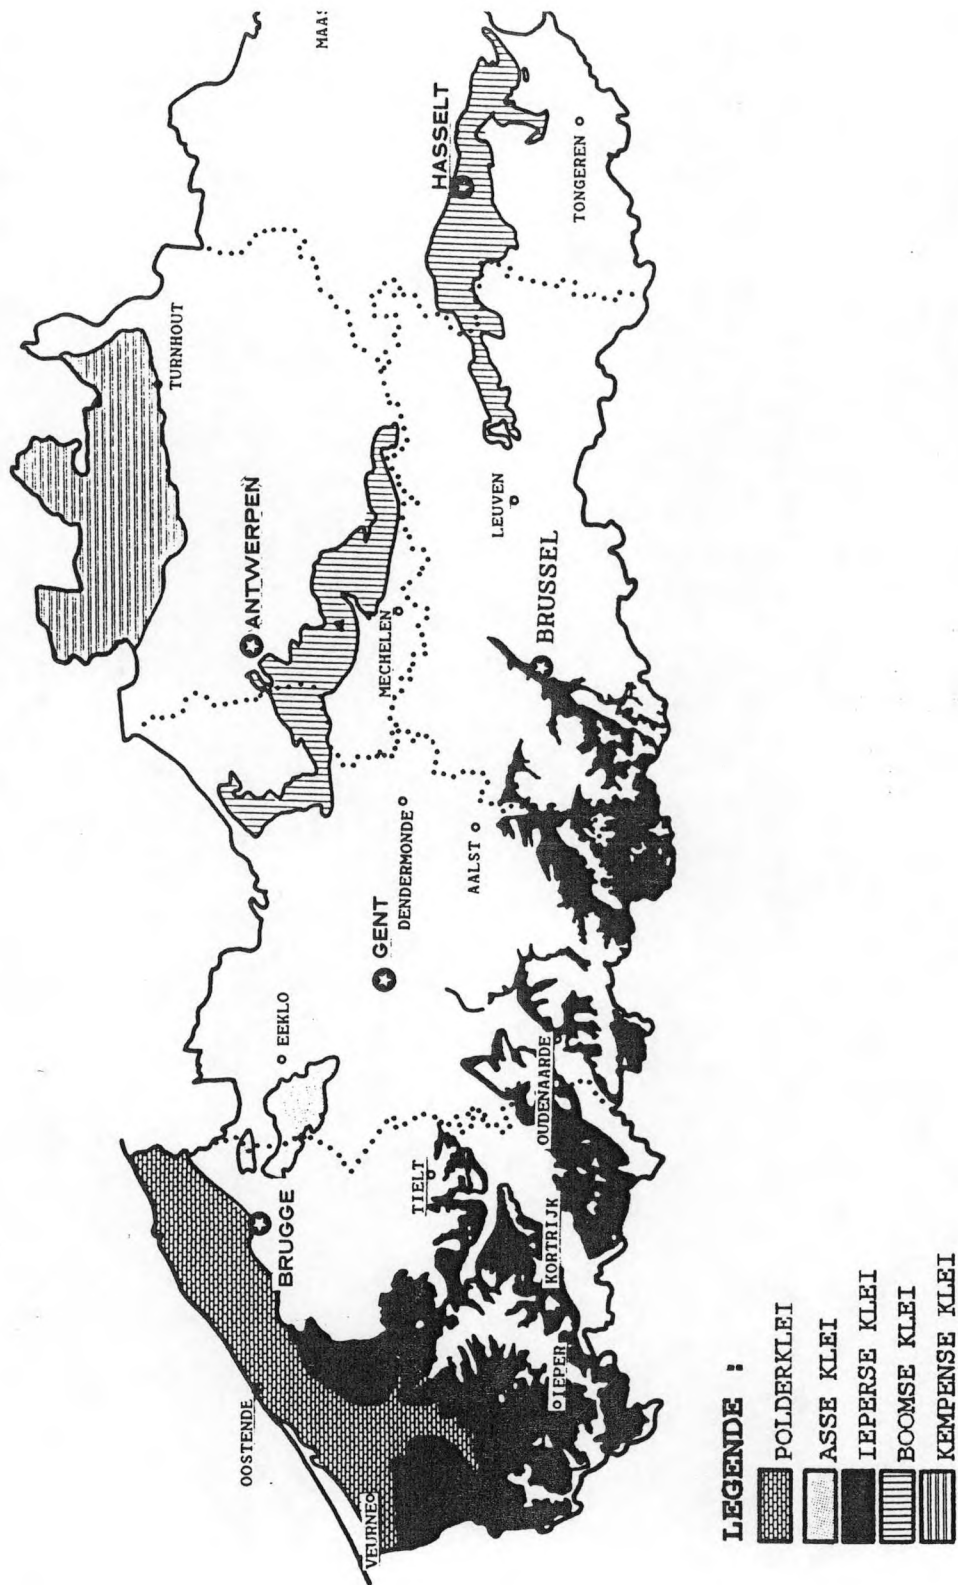 MAAS
HASSELT
TONGEREN
TURNHOUT
ANTWERPEN
MECHELEN
LEUVEN
BRUSSEL
GENT
DENDERMONDE
AALST
EEKLO
OUDENAARDE
BRUGGE
TIELT
KORTRIJK
IEPER
OOSTENDE
VEURNE
LEGENDE :
POLDERKLEI
ASSE KLEI
IEPERSE KLEI
BOOMSE KLEI
KEMPENSE KLEI